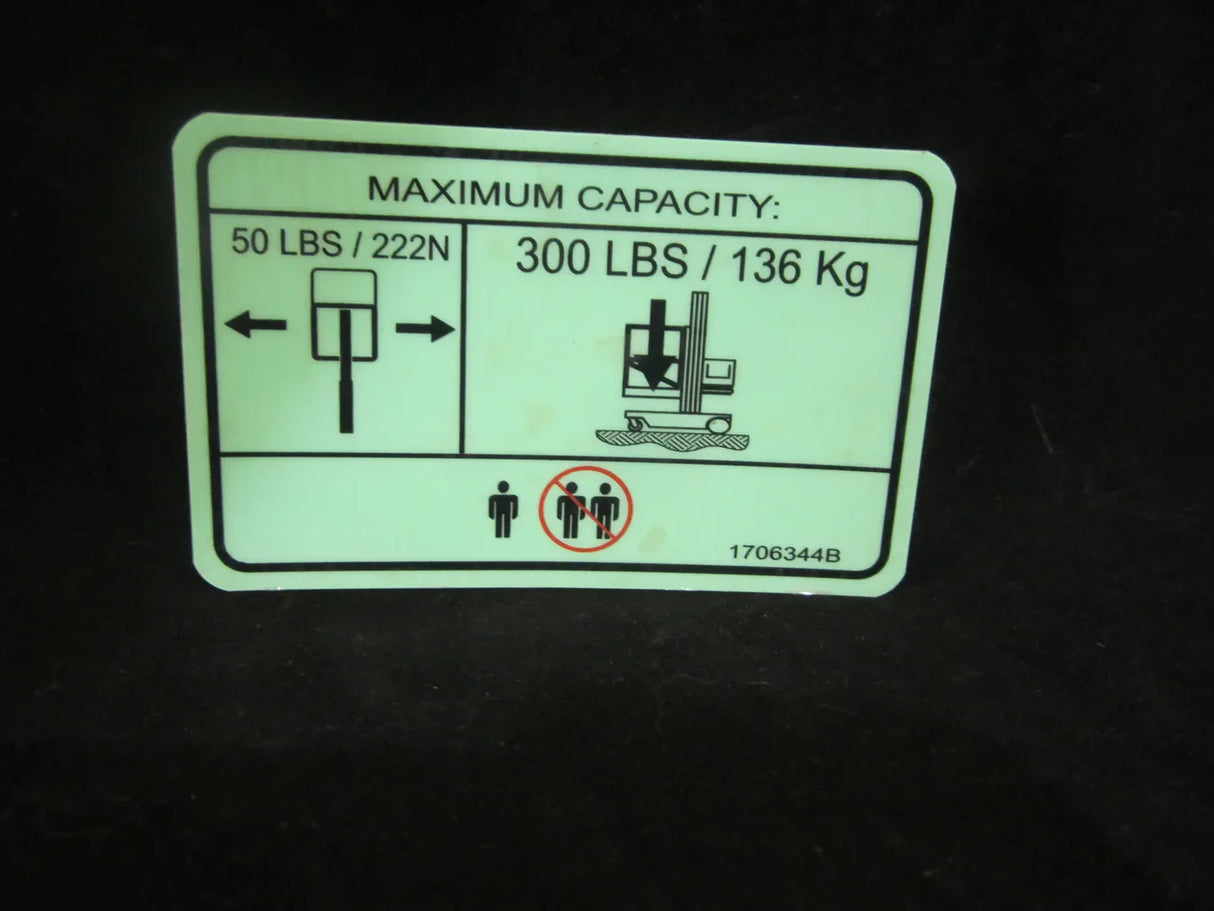 MAXIMUM CAPACITY:
50 LBS / 222N
300 LBS / 136 Kg
1706344B